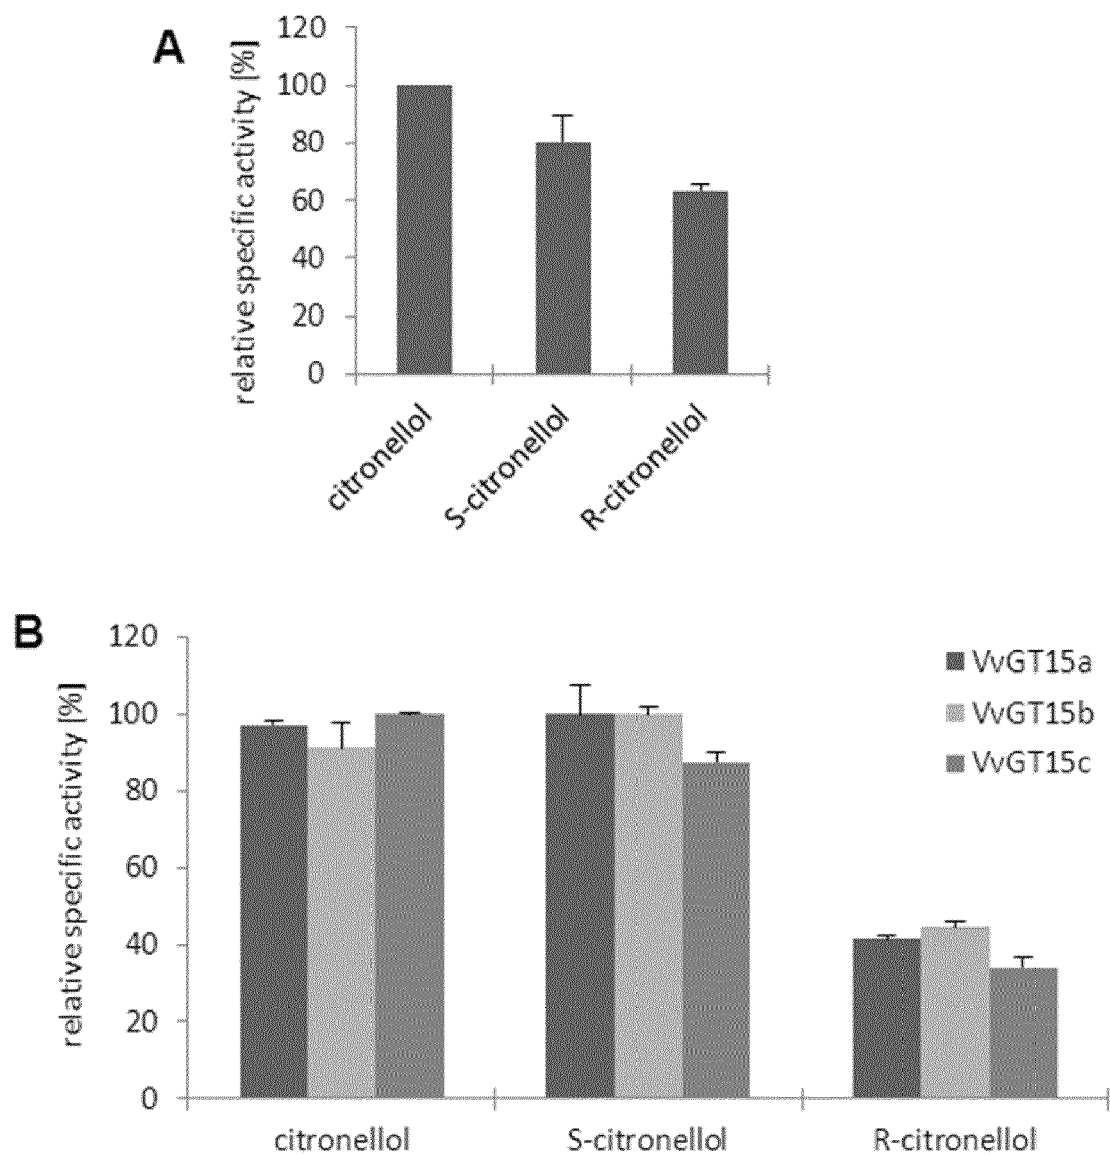 A
relative specific activity [%]
120
100
80
60
40
20
0
citronellol
S-citronellol
R-citronellol
B
relative specific activity [%]
120
100
80
60
40
20
0
citronellol
S-citronellol
R-citronellol
VvGT15a
VvGT15b
VvGT15c